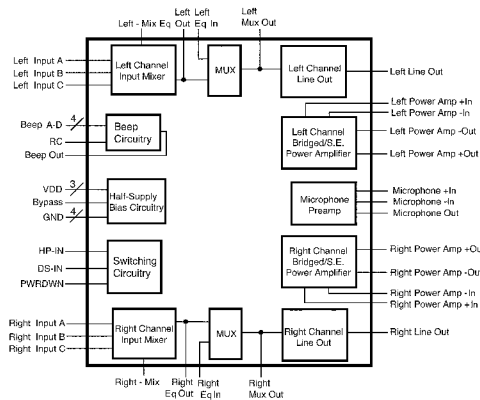 Left - Mix
Left
Eq Out
Left
Eq In
Left
Mux Out
Left Input A
Left Input B
Left Input C
Left Channel
Input Mixer
MUX
Left Channel
Line Out
Left Line Out
Beep A-D
4
RC
Beep Out
Beep
Circuitry
Left Channel
Bridged/S.E.
Power Amplifier
Left Power Amp +In
Left Power Amp -In
Left Power Amp -Out
Left Power Amp +Out
VDD
3
Bypass
GND
4
Half-Supply
Bias Circuitry
Microphone
Preamp
Microphone +In
Microphone -In
Microphone Out
HP-IN
DS-IN
PWRDWN
Switching
Circuitry
Right Channel
Bridged/S.E.
Power Amplifier
Right Power Amp +Ou
Right Power Amp -Out
Right Power Amp -In
Right Power Amp +In
Right Input A
Right Input B
Right Input C
Right Channel
Input Mixer
MUX
Right Channel
Line Out
Right Line Out
Right - Mix
Right
Eq Out
Right
Eq In
Right
Mux Out